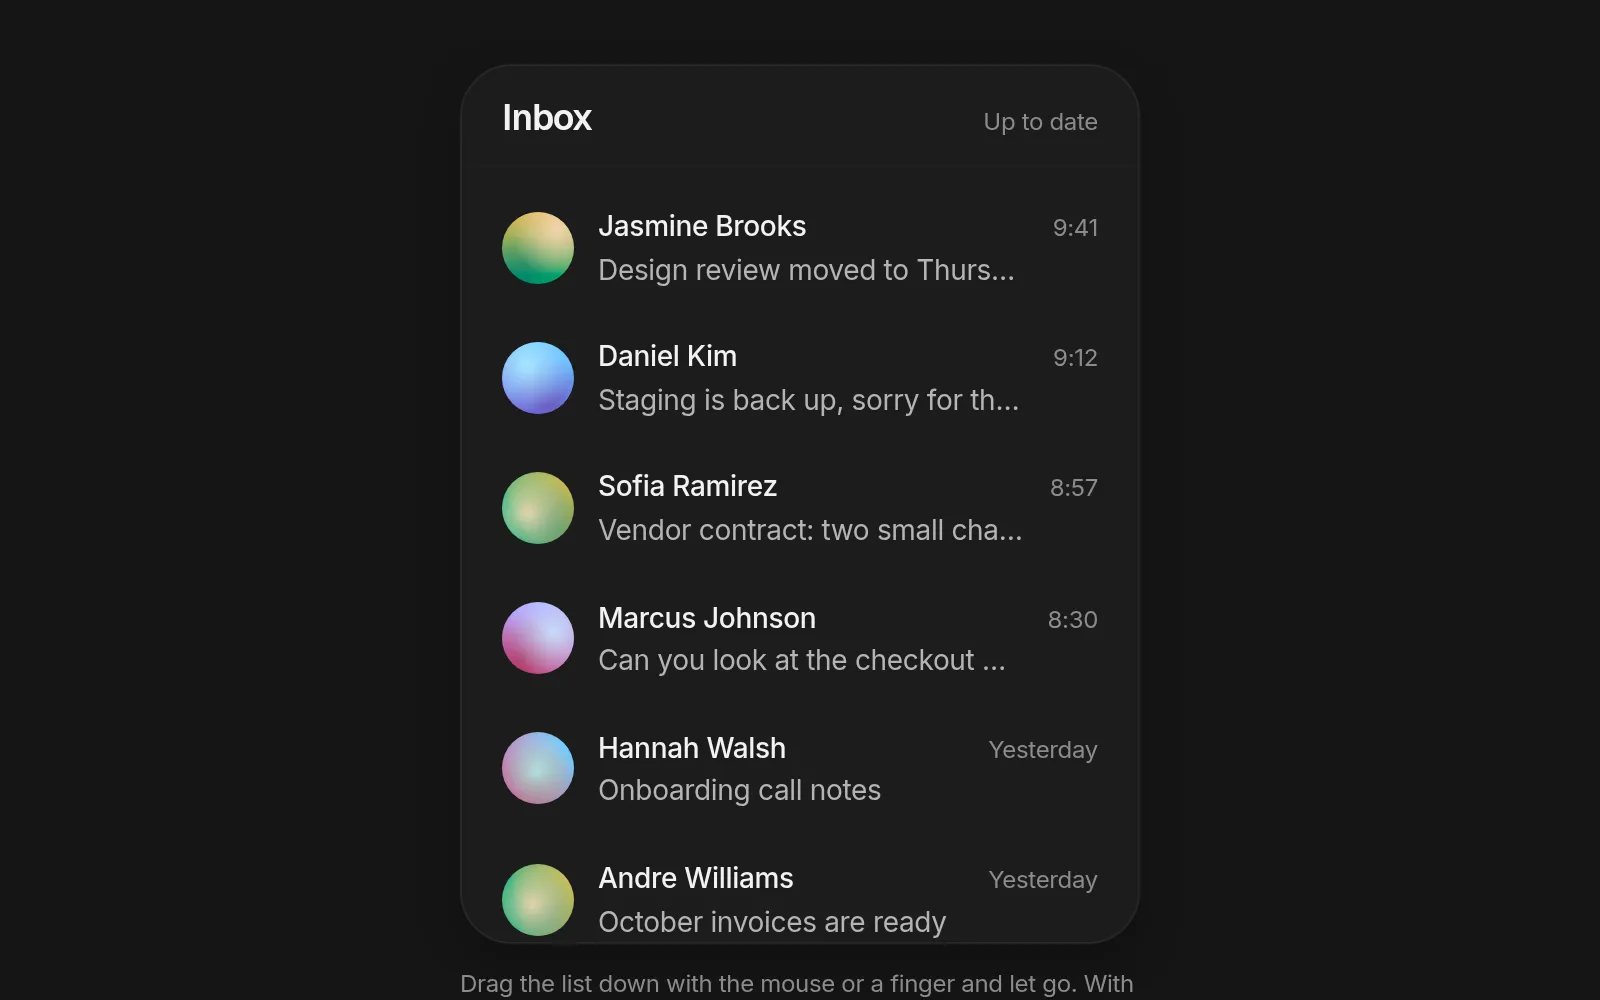 Inbox
Up to date
Jasmine Brooks
9:41
Design review moved to Thurs...
Daniel Kim
9:12
Staging is back up, sorry for th...
Sofia Ramirez
8:57
Vendor contract: two small cha...
Marcus Johnson
8:30
Can you look at the checkout ...
Hannah Walsh
Yesterday
Onboarding call notes
Andre Williams
Yesterday
October invoices are ready
Drag the list down with the mouse or a finger and let go. With